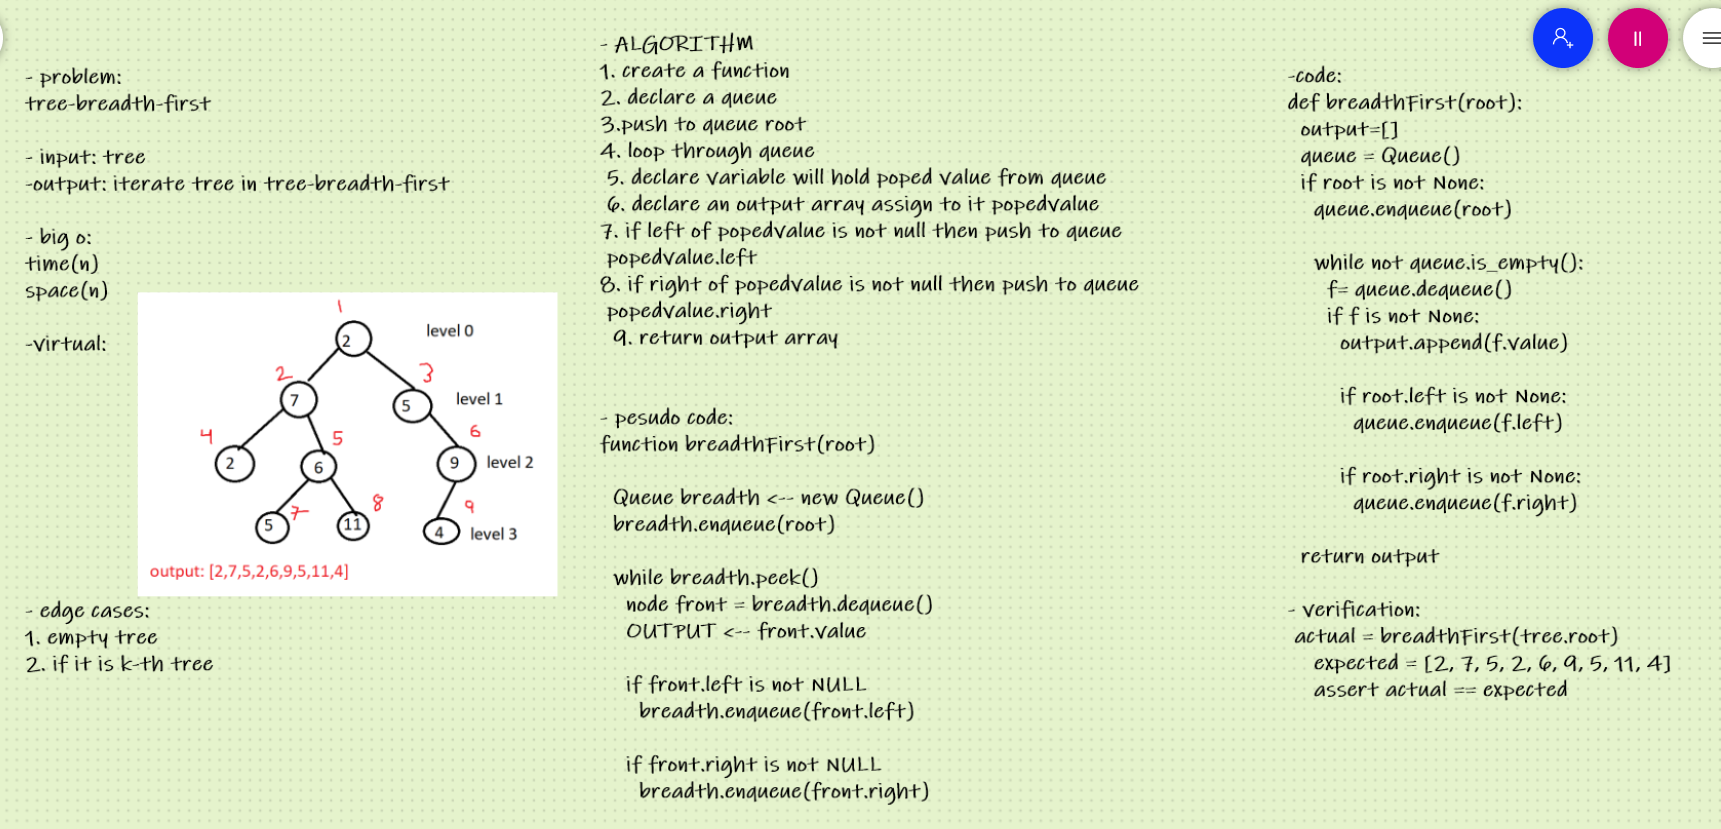 - problem:
tree-breadth-first
- input: tree
-output: iterate tree in tree-breadth-first
- big o:
time(n)
space(n)
-virtual:
1
2
level 0
2
3
7
5
level 1
4
5
6
2
6
9
level 2
7
8
9
5
11
4
level 3
output: [2,7,5,2,6,9,5,11,4]
- edge cases:
1. empty tree
2. if it is k-th tree
- ALGORITHM
1. create a function
2. declare a queue
3.push to queue root
4. loop through queue
5. declare variable will hold poped value from queue
6. declare an output array assign to it popedvalue
7. if left of popedvalue is not null then push to queue
popedvalue.left
8. if right of popedvalue is not null then push to queue
popedvalue.right
9. return output array
- pesudo code:
function breadthFirst(root)
Queue breadth <-- new Queue()
breadth.enqueue(root)
while breadth.peek()
node front = breadth.dequeue()
OUTPUT <-- front.value
if front.left is not NULL
breadth.enqueue(front.left)
if front.right is not NULL
breadth.enqueue(front.right)
-code:
def breadthFirst(root):
output=[]
queue = Queue()
if root is not None:
queue.enqueue(root)
while not queue.is_empty():
f= queue.dequeue()
if f is not None:
output.append(f.value)
if root.left is not None:
queue.enqueue(f.left)
if root.right is not None:
queue.enqueue(f.right)
return output
- verification:
actual = breadthFirst(tree.root)
expected = [2, 7, 5, 2, 6, 9, 5, 11, 4]
assert actual == expected